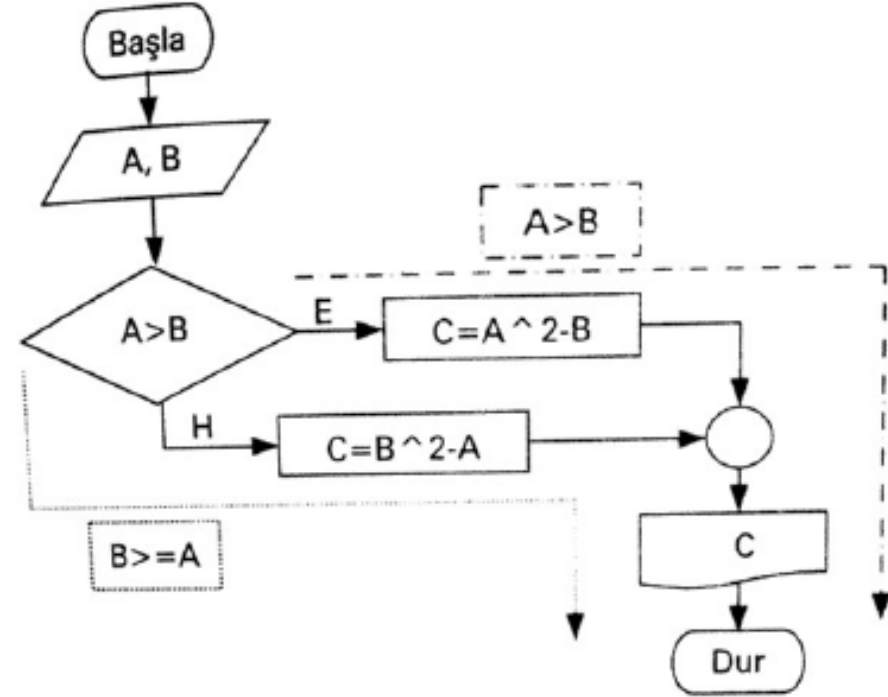 Başla
A, B
A>B
A>B
E
C=A^2-B
H
C=B^2-A
B>=A
C
Dur